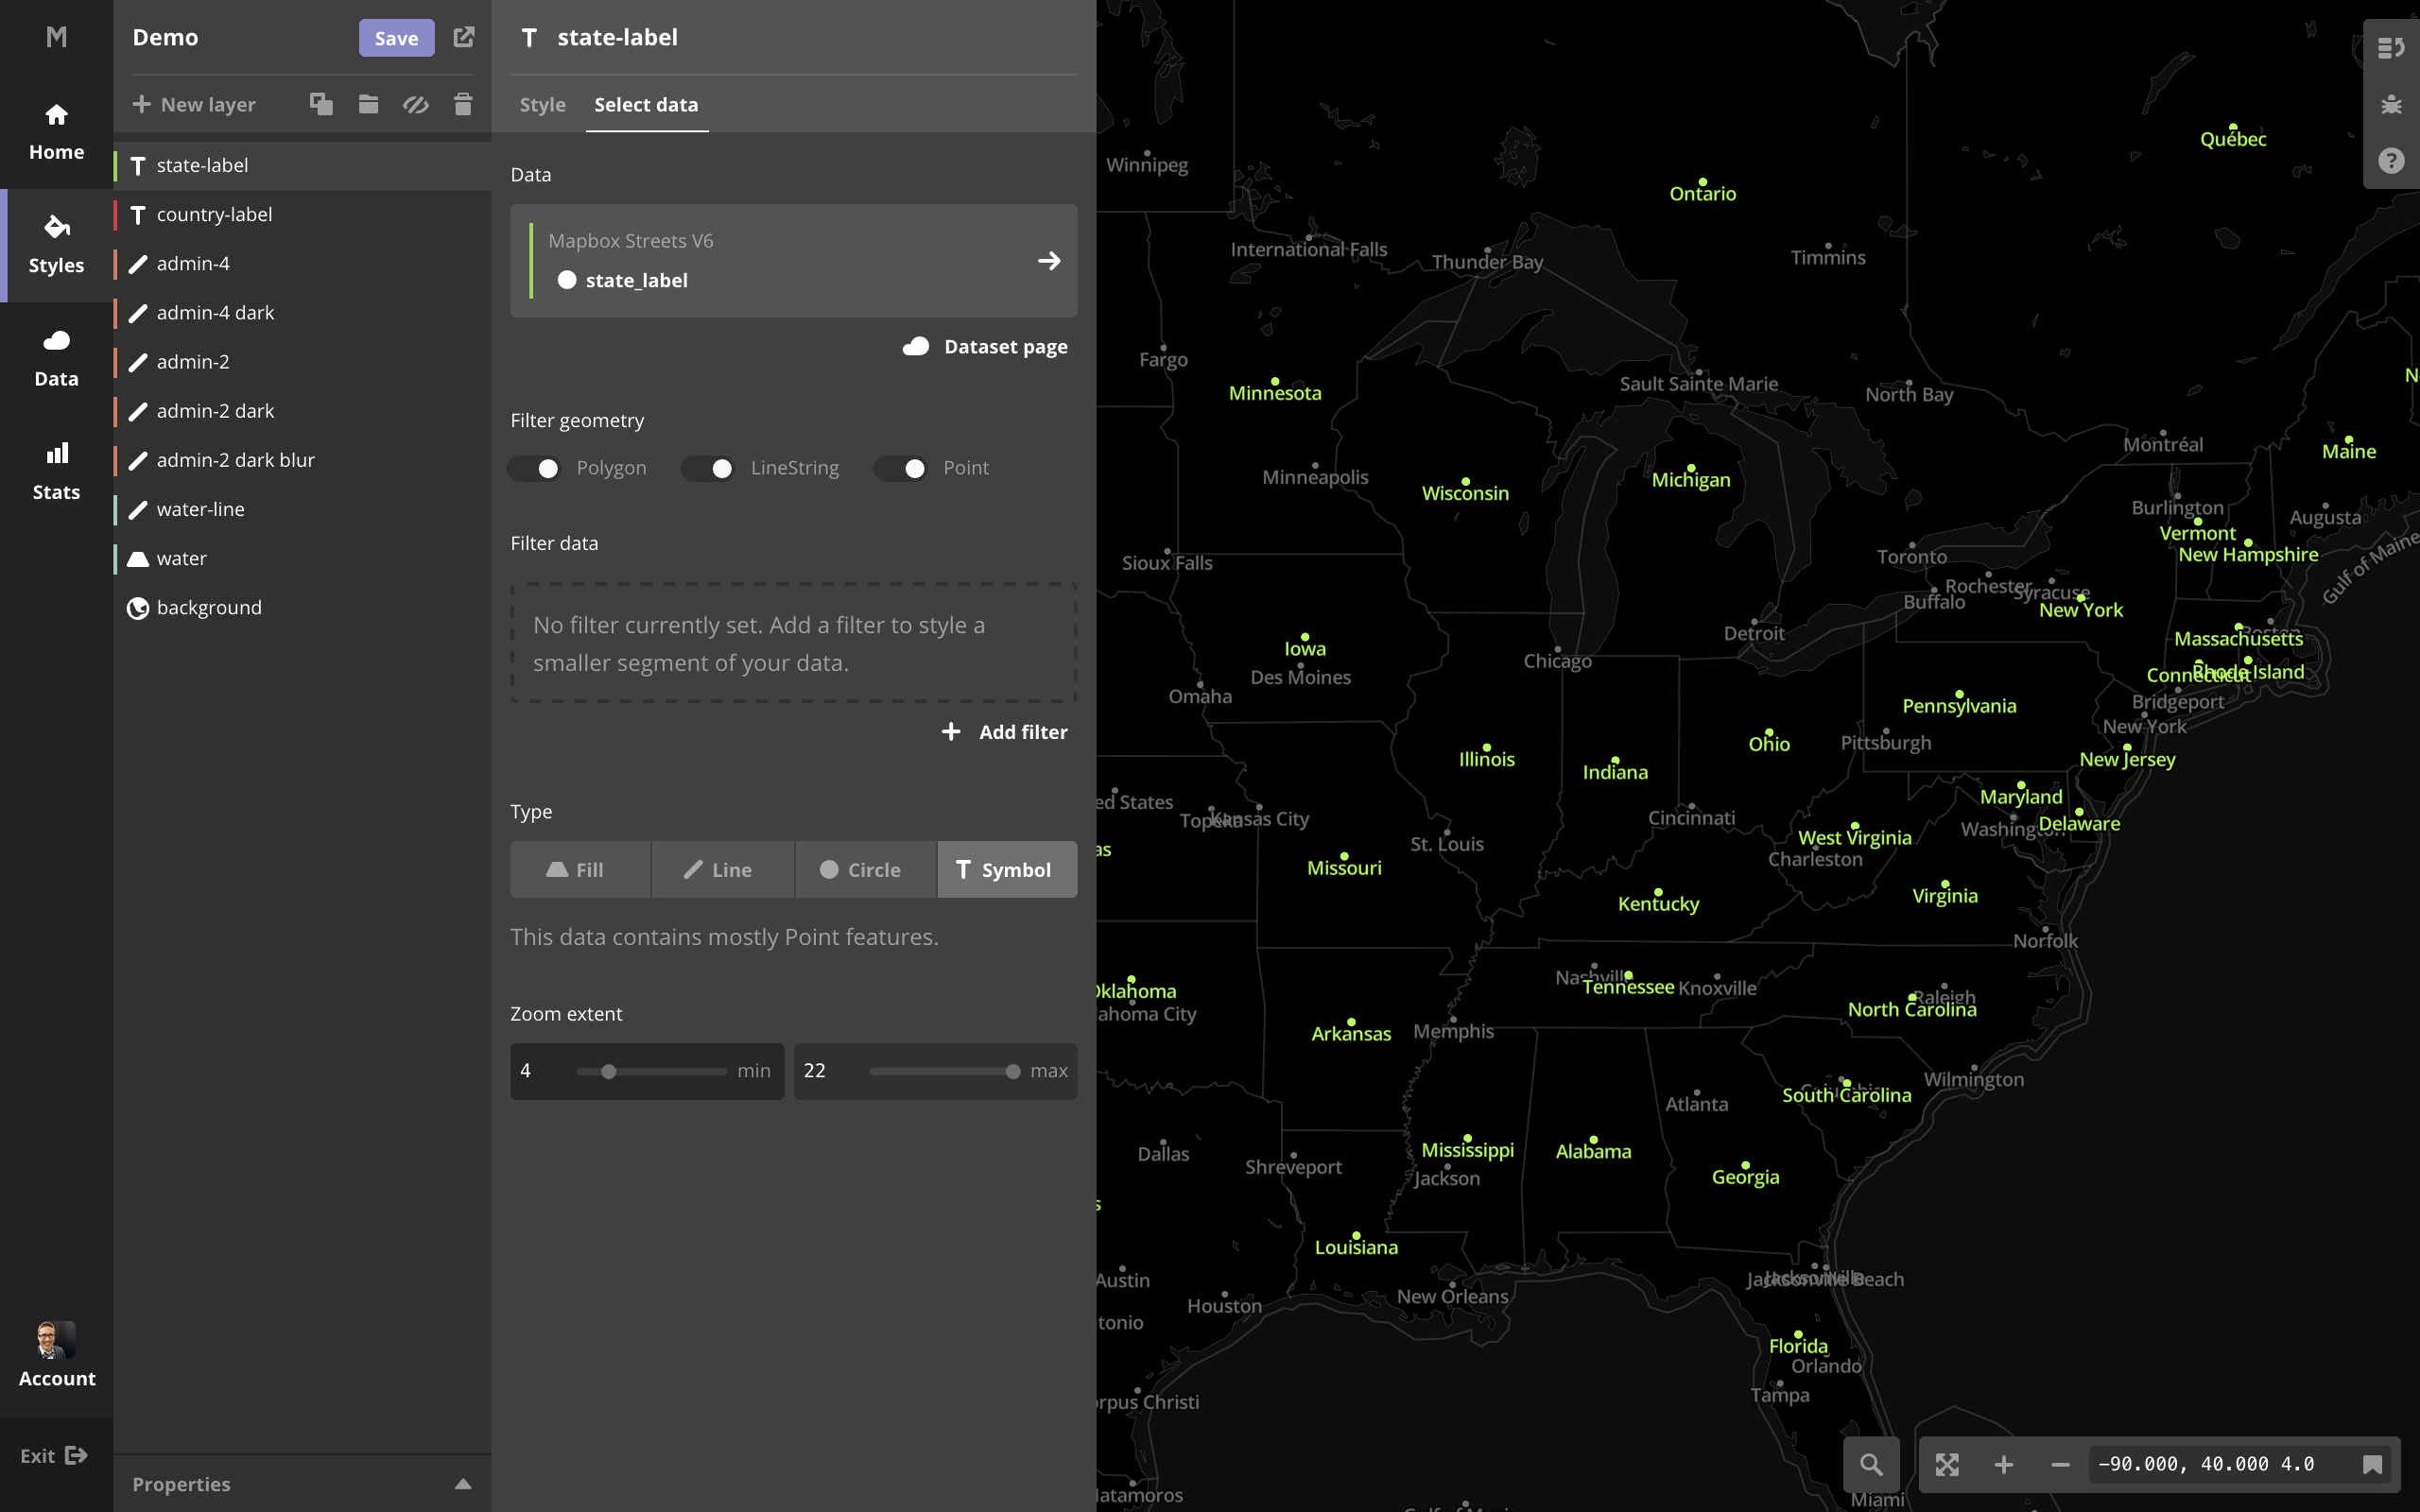 M
Home
Styles
Data
Stats
Account
Exit
Demo
Save
New layer
state-label
country-label
admin-4
admin-4 dark
admin-2
admin-2 dark
admin-2 dark blur
water-line
water
background
Properties
state-label
Style
Select data
Data
Mapbox Streets V6
state_label
Dataset page
Filter geometry
Polygon
LineString
Point
Filter data
No filter currently set. Add a filter to style a
smaller segment of your data.
Add filter
Type
Fill
Line
Circle
Symbol
This data contains mostly Point features.
Zoom extent
4
min
22
max
Québec
Winnipeg
Ontario
International Falls
Thunder Bay
Timmins
Fargo
Minnesota
Sault Sainte Marie
North Bay
Montréal
Maine
Minneapolis
Wisconsin
Michigan
Burlington
Augusta
Vermont
New Hampshire
Gulf of Maine
Sioux Falls
Toronto
Rochester
Syracuse
Buffalo
New York
Detroit
Massachusetts
Boston
Iowa
Chicago
Des Moines
Connecticut
Rhode Island
Omaha
Bridgeport
Pennsylvania
New York
Ohio
Pittsburgh
Illinois
New Jersey
Indiana
ed States
Maryland
Topeka
Kansas City
Cincinnati
Washington
Delaware
West Virginia
St. Louis
as
Charleston
Missouri
Virginia
Kentucky
Norfolk
Nashville
Tennessee
Knoxville
Oklahoma
Raleigh
North Carolina
ahoma City
Arkansas
Memphis
Wilmington
South Carolina
Atlanta
Dallas
Mississippi
Alabama
Shreveport
Jackson
Georgia
s
Louisiana
Austin
Jacksonville
Jacksonville Beach
New Orleans
Houston
tonio
Florida
Orlando
Tampa
rpus Christi
-90.000, 40.000 4.0
latamoros
Miami